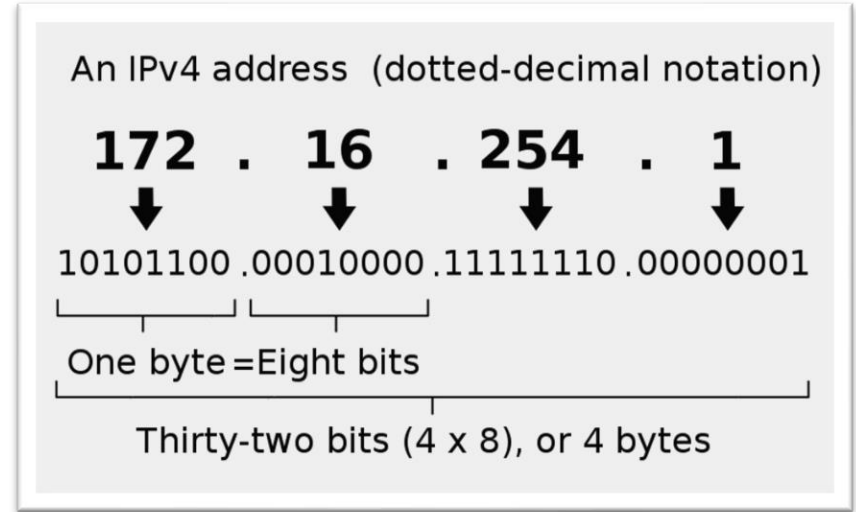 An IPv4 address (dotted-decimal notation)
172 . 16 . 254 . 1
10101100 .00010000 .11111110 .00000001
One byte =Eight bits
Thirty-two bits (4 x 8), or 4 bytes